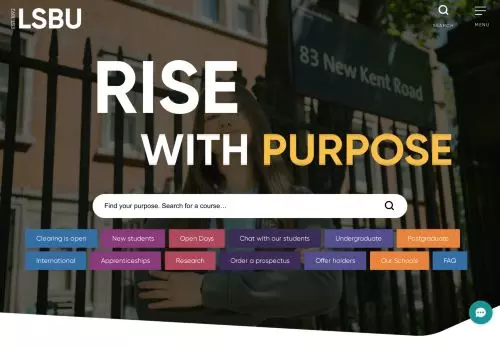 LSBU
SEARCH
MENU
83 New Kent Road
RISE
WITH PURPOSE
Find your purpose. Search for a course...
Clearing is open
New students
Open Days
Chat with our students
Undergraduate
Postgraduate
International
Apprenticeships
Research
Order a prospectus
Offer holders
Our Schools
FAQ